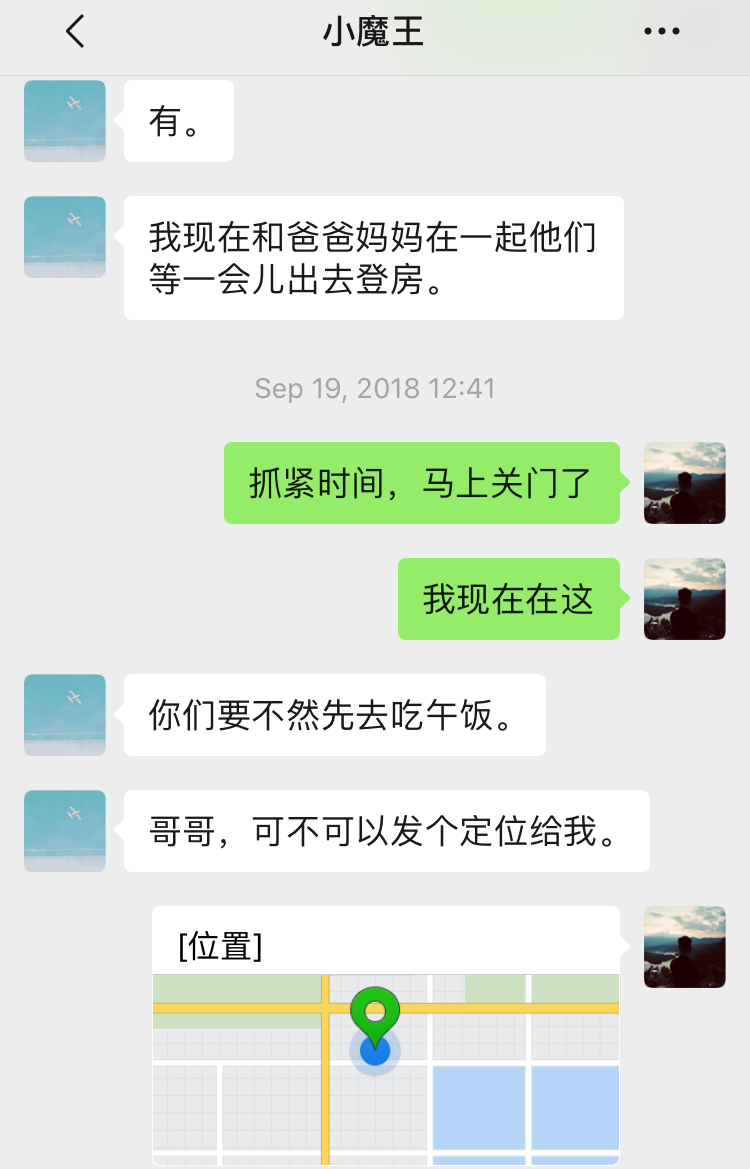 小魔王
有。
我现在和爸爸妈妈在一起他们
等一会儿出去登房。
Sep 19, 2018 12:41
抓紧时间，马上关门了
我现在在这
你们要不然先去吃午饭。
哥哥，可不可以发个定位给我。
[位置]